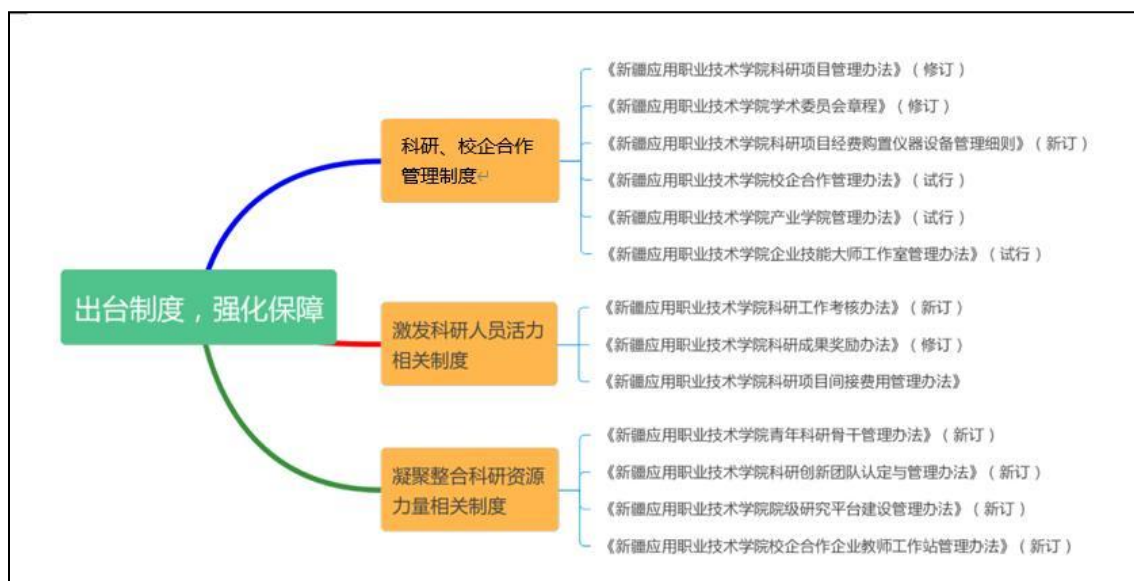 出台制度，强化保障
科研、校企合作
管理制度↵
《新疆应用职业技术学院科研项目管理办法》（修订）
《新疆应用职业技术学院学术委员会章程》（修订）
《新疆应用职业技术学院科研项目经费购置仪器设备管理细则》（新订）
《新疆应用职业技术学院校企合作管理办法》（试行）
《新疆应用职业技术学院产业学院管理办法》（试行）
《新疆应用职业技术学院企业技能大师工作室管理办法》（试行）
激发科研人员活力
相关制度
《新疆应用职业技术学院科研工作考核办法》（新订）
《新疆应用职业技术学院科研成果奖励办法》（修订）
《新疆应用职业技术学院科研项目间接费用管理办法》
凝聚整合科研资源
力量相关制度
《新疆应用职业技术学院青年科研骨干管理办法》（新订）
《新疆应用职业技术学院科研创新团队认定与管理办法》（新订）
《新疆应用职业技术学院院级研究平台建设管理办法》（新订）
《新疆应用职业技术学院校企合作企业教师工作站管理办法》（新订）